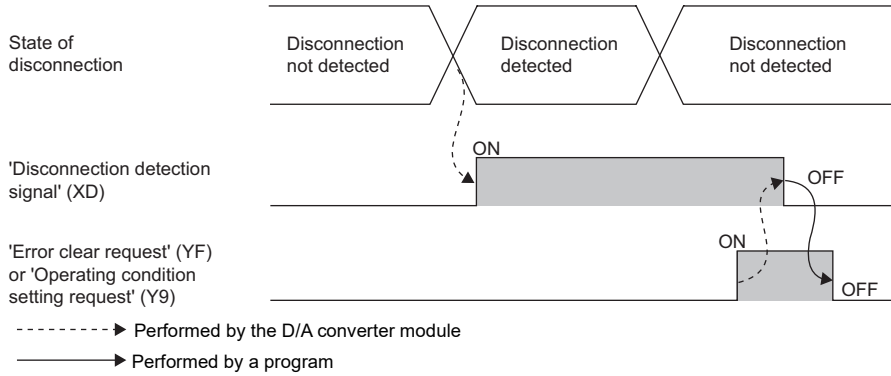 State of
disconnection
Disconnection
not detected
Disconnection
detected
Disconnection
not detected
'Disconnection detection
signal' (XD)
ON
OFF
'Error clear request' (YF)
or 'Operating condition
setting request' (Y9)
ON
OFF
Performed by the D/A converter module
Performed by a program